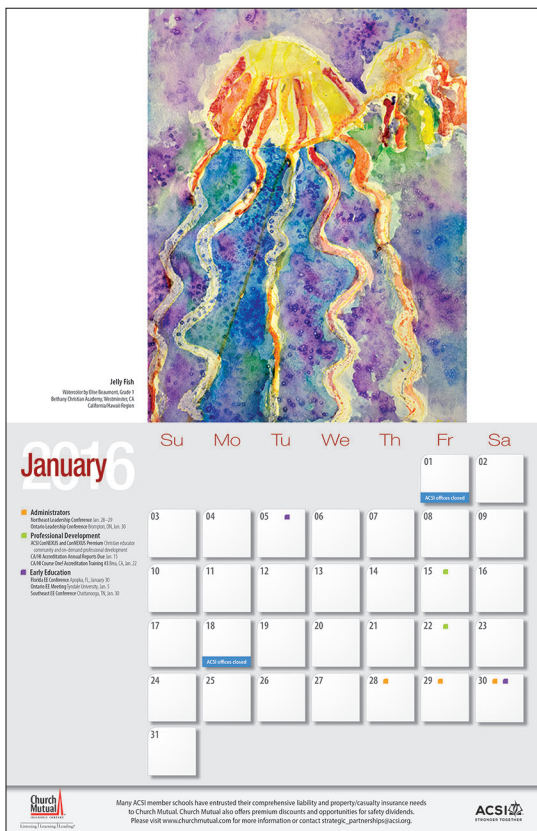 Jelly Fish
Watercolor by Elise Beaumont, Grade 1
Bethany Christian Academy, Westminster, CA
California/Hawaii Region
2016
January
Su Mo Tu We Th Fr Sa
01 02
ACSI offices closed
03 04 05 06 07 08 09
10 11 12 13 14 15 16
17 18 19 20 21 22 23
ACSI offices closed
24 25 26 27 28 29 30
31
Administrators
Northeast Leadership Conference Jan. 28–29
Ontario Leadership Conference Brampton, ON, Jan. 30
Professional Development
ACSI ConNEXUS and ConNEXUS Premium Christian educator
community and on-demand professional development
CA/HI Accreditation Annual Reports Due Jan. 15
CA/HI Course One! Accreditation Training #3 Brea, CA, Jan. 22
Early Education
Florida EE Conference Apopka, FL, January 30
Ontario EE Meeting Tyndale University, Jan. 5
Southeast EE Conference Chattanooga, TN, Jan. 30
Church
Mutual
INSURANCE COMPANY
Listening | Learning | Leading®
Many ACSI member schools have entrusted their comprehensive liability and property/casualty insurance needs
to Church Mutual. Church Mutual also offers premium discounts and opportunities for safety dividends.
Please visit www.churchmutual.com for more information or contact strategic_partnerships@acsi.org.
ACSI
STRONGER TOGETHER